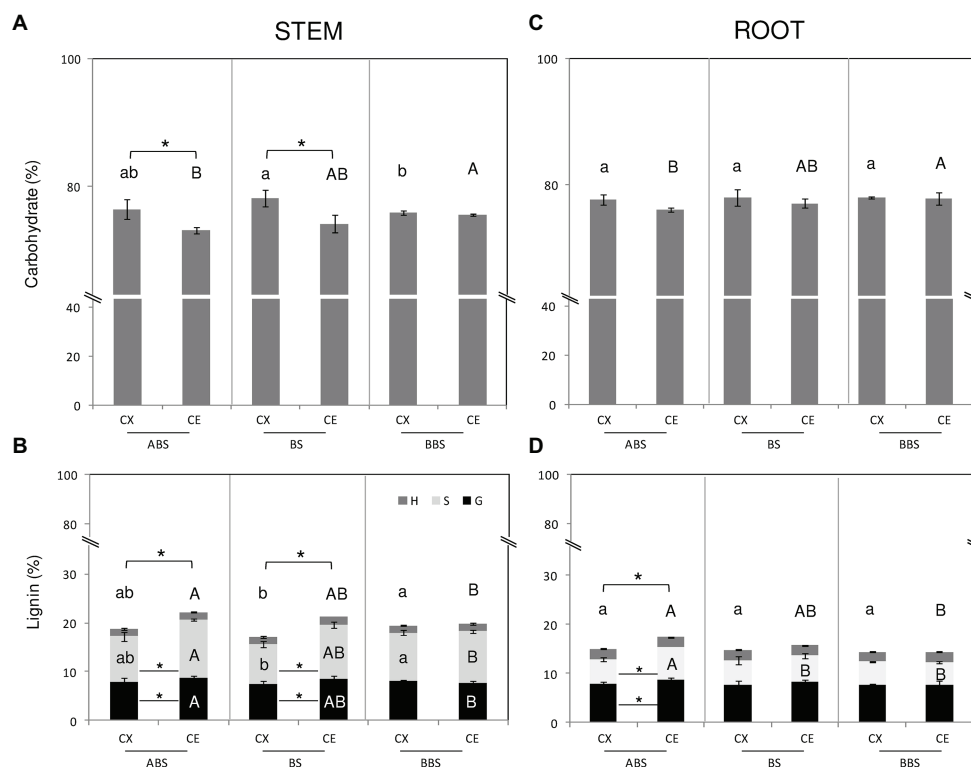 A STEM
C ROOT
Carbohydrate (%)
100
80
40
20
0
* *
ab B a AB b A
CX CE CX CE CX CE
ABS BS BBS
100
80
40
20
0
a B a AB a A
CX CE CX CE CX CE
ABS BS BBS
B
Lignin (%)
100
80
30
20
10
0
H S G
* *
ab A b AB a B
ab A b AB a B
* *
* *
A AB B
CX CE CX CE CX CE
ABS BS BBS
D
100
80
30
20
10
0
*
a A a AB a B
A B B
*
*
CX CE CX CE CX CE
ABS BS BBS